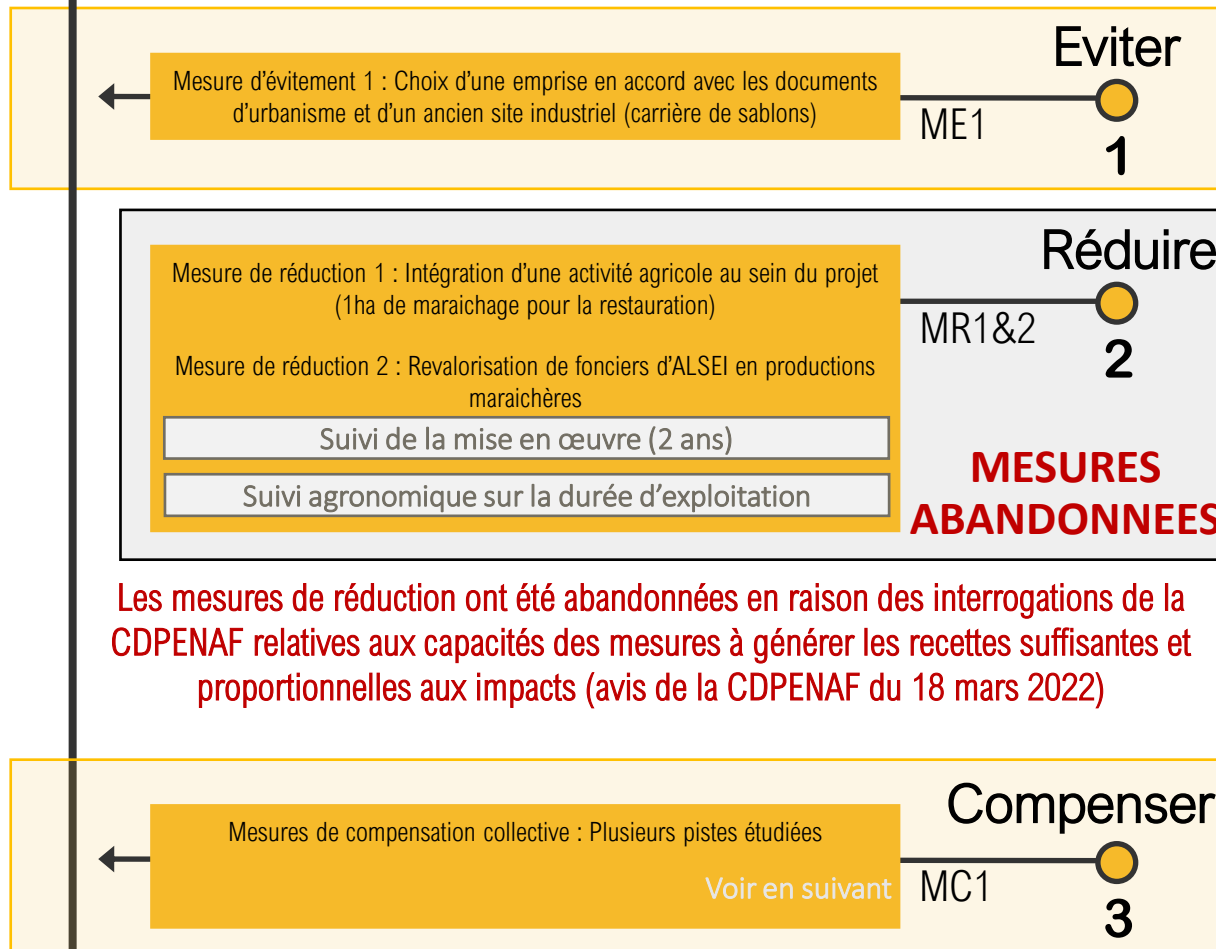 Eviter
Mesure d'évitement 1 : Choix d'une emprise en accord avec les documents
d'urbanisme et d'un ancien site industriel (carrière de sablons)
ME1
1
Réduire
Mesure de réduction 1 : Intégration d'une activité agricole au sein du projet
(1ha de maraichage pour la restauration)
MR1&2
2
Mesure de réduction 2 : Revalorisation de fonciers d'ALSEI en productions
maraichères
Suivi de la mise en œuvre (2 ans)
Suivi agronomique sur la durée d'exploitation
MESURES
ABANDONNEES
Les mesures de réduction ont été abandonnées en raison des interrogations de la
CDPENAF relatives aux capacités des mesures à générer les recettes suffisantes et
proportionnelles aux impacts (avis de la CDPENAF du 18 mars 2022)
Compenser
Mesures de compensation collective : Plusieurs pistes étudiées
Voir en suivant
MC1
3